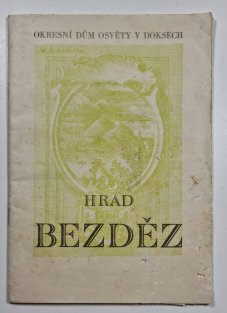 OKRESNÍ DŮM OSVĚTY V DOKSECH
HRAD
BEZDĚZ